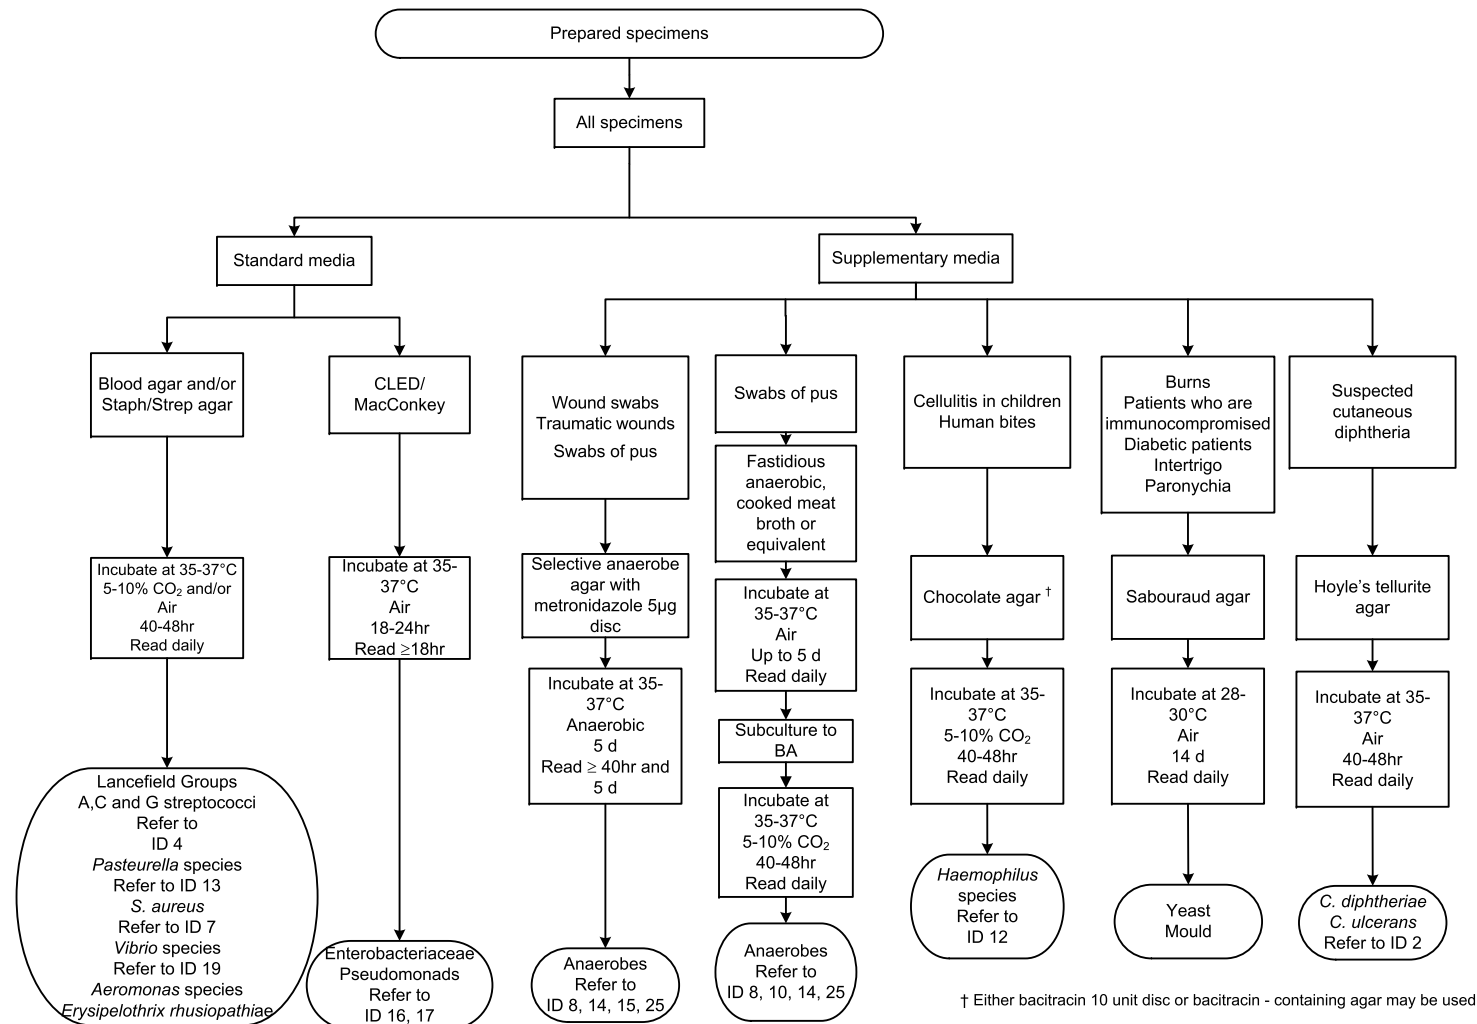 Prepared specimens
All specimens
Standard media
Supplementary media
Blood agar and/or
Staph/Strep agar
Incubate at 35-37°C
5-10% CO₂ and/or
Air
40-48hr
Read daily
Lancefield Groups
A,C and G streptococci
Refer to
ID 4
Pasteurella species
Refer to ID 13
S. aureus
Refer to ID 7
Vibrio species
Refer to ID 19
Aeromonas species
Erysipelothrix rhusiopathiae
CLED/
MacConkey
Incubate at 35-
37°C
Air
18-24hr
Read ≥18hr
Enterobacteriaceae
Pseudomonads
Refer to
ID 16, 17
Wound swabs
Traumatic wounds
Swabs of pus
Selective anaerobe
agar with
metronidazole 5µg
disc
Incubate at 35-
37°C
Anaerobic
5 d
Read ≥ 40hr and
5 d
Anaerobes
Refer to
ID 8, 14, 15, 25
Swabs of pus
Fastidious
anaerobic,
cooked meat
broth or
equivalent
Incubate at
35-37°C
Air
Up to 5 d
Read daily
Subculture to
BA
Incubate at
35-37°C
5-10% CO₂
40-48hr
Read daily
Anaerobes
Refer to
ID 8, 10, 14, 25
Cellulitis in children
Human bites
Chocolate agar †
Incubate at 35-
37°C
5-10% CO₂
40-48hr
Read daily
Haemophilus
species
Refer to
ID 12
Burns
Patients who are
immunocompromised
Diabetic patients
Intertrigo
Paronychia
Sabouraud agar
Incubate at 28-
30°C
Air
14 d
Read daily
Yeast
Mould
Suspected
cutaneous
diphtheria
Hoyle's tellurite
agar
Incubate at 35-
37°C
Air
40-48hr
Read daily
C. diphtheriae
C. ulcerans
Refer to ID 2
† Either bacitracin 10 unit disc or bacitracin - containing agar may be used